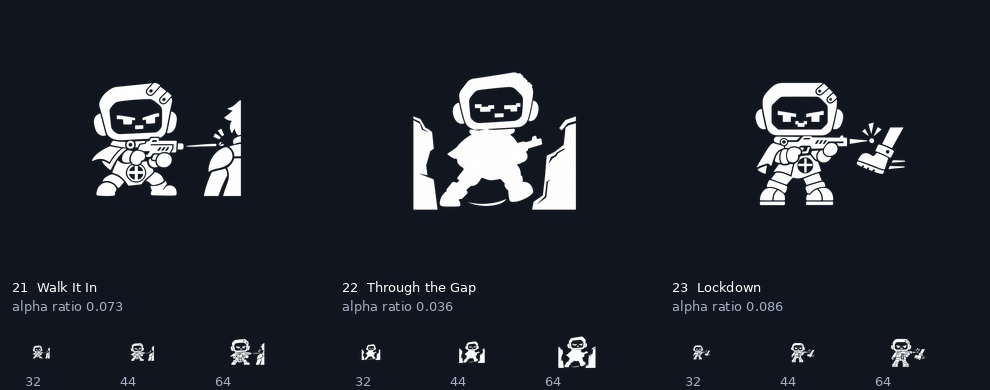 21 Walk It In
alpha ratio 0.073
32 44 64
22 Through the Gap
alpha ratio 0.036
32 44 64
23 Lockdown
alpha ratio 0.086
32 44 64